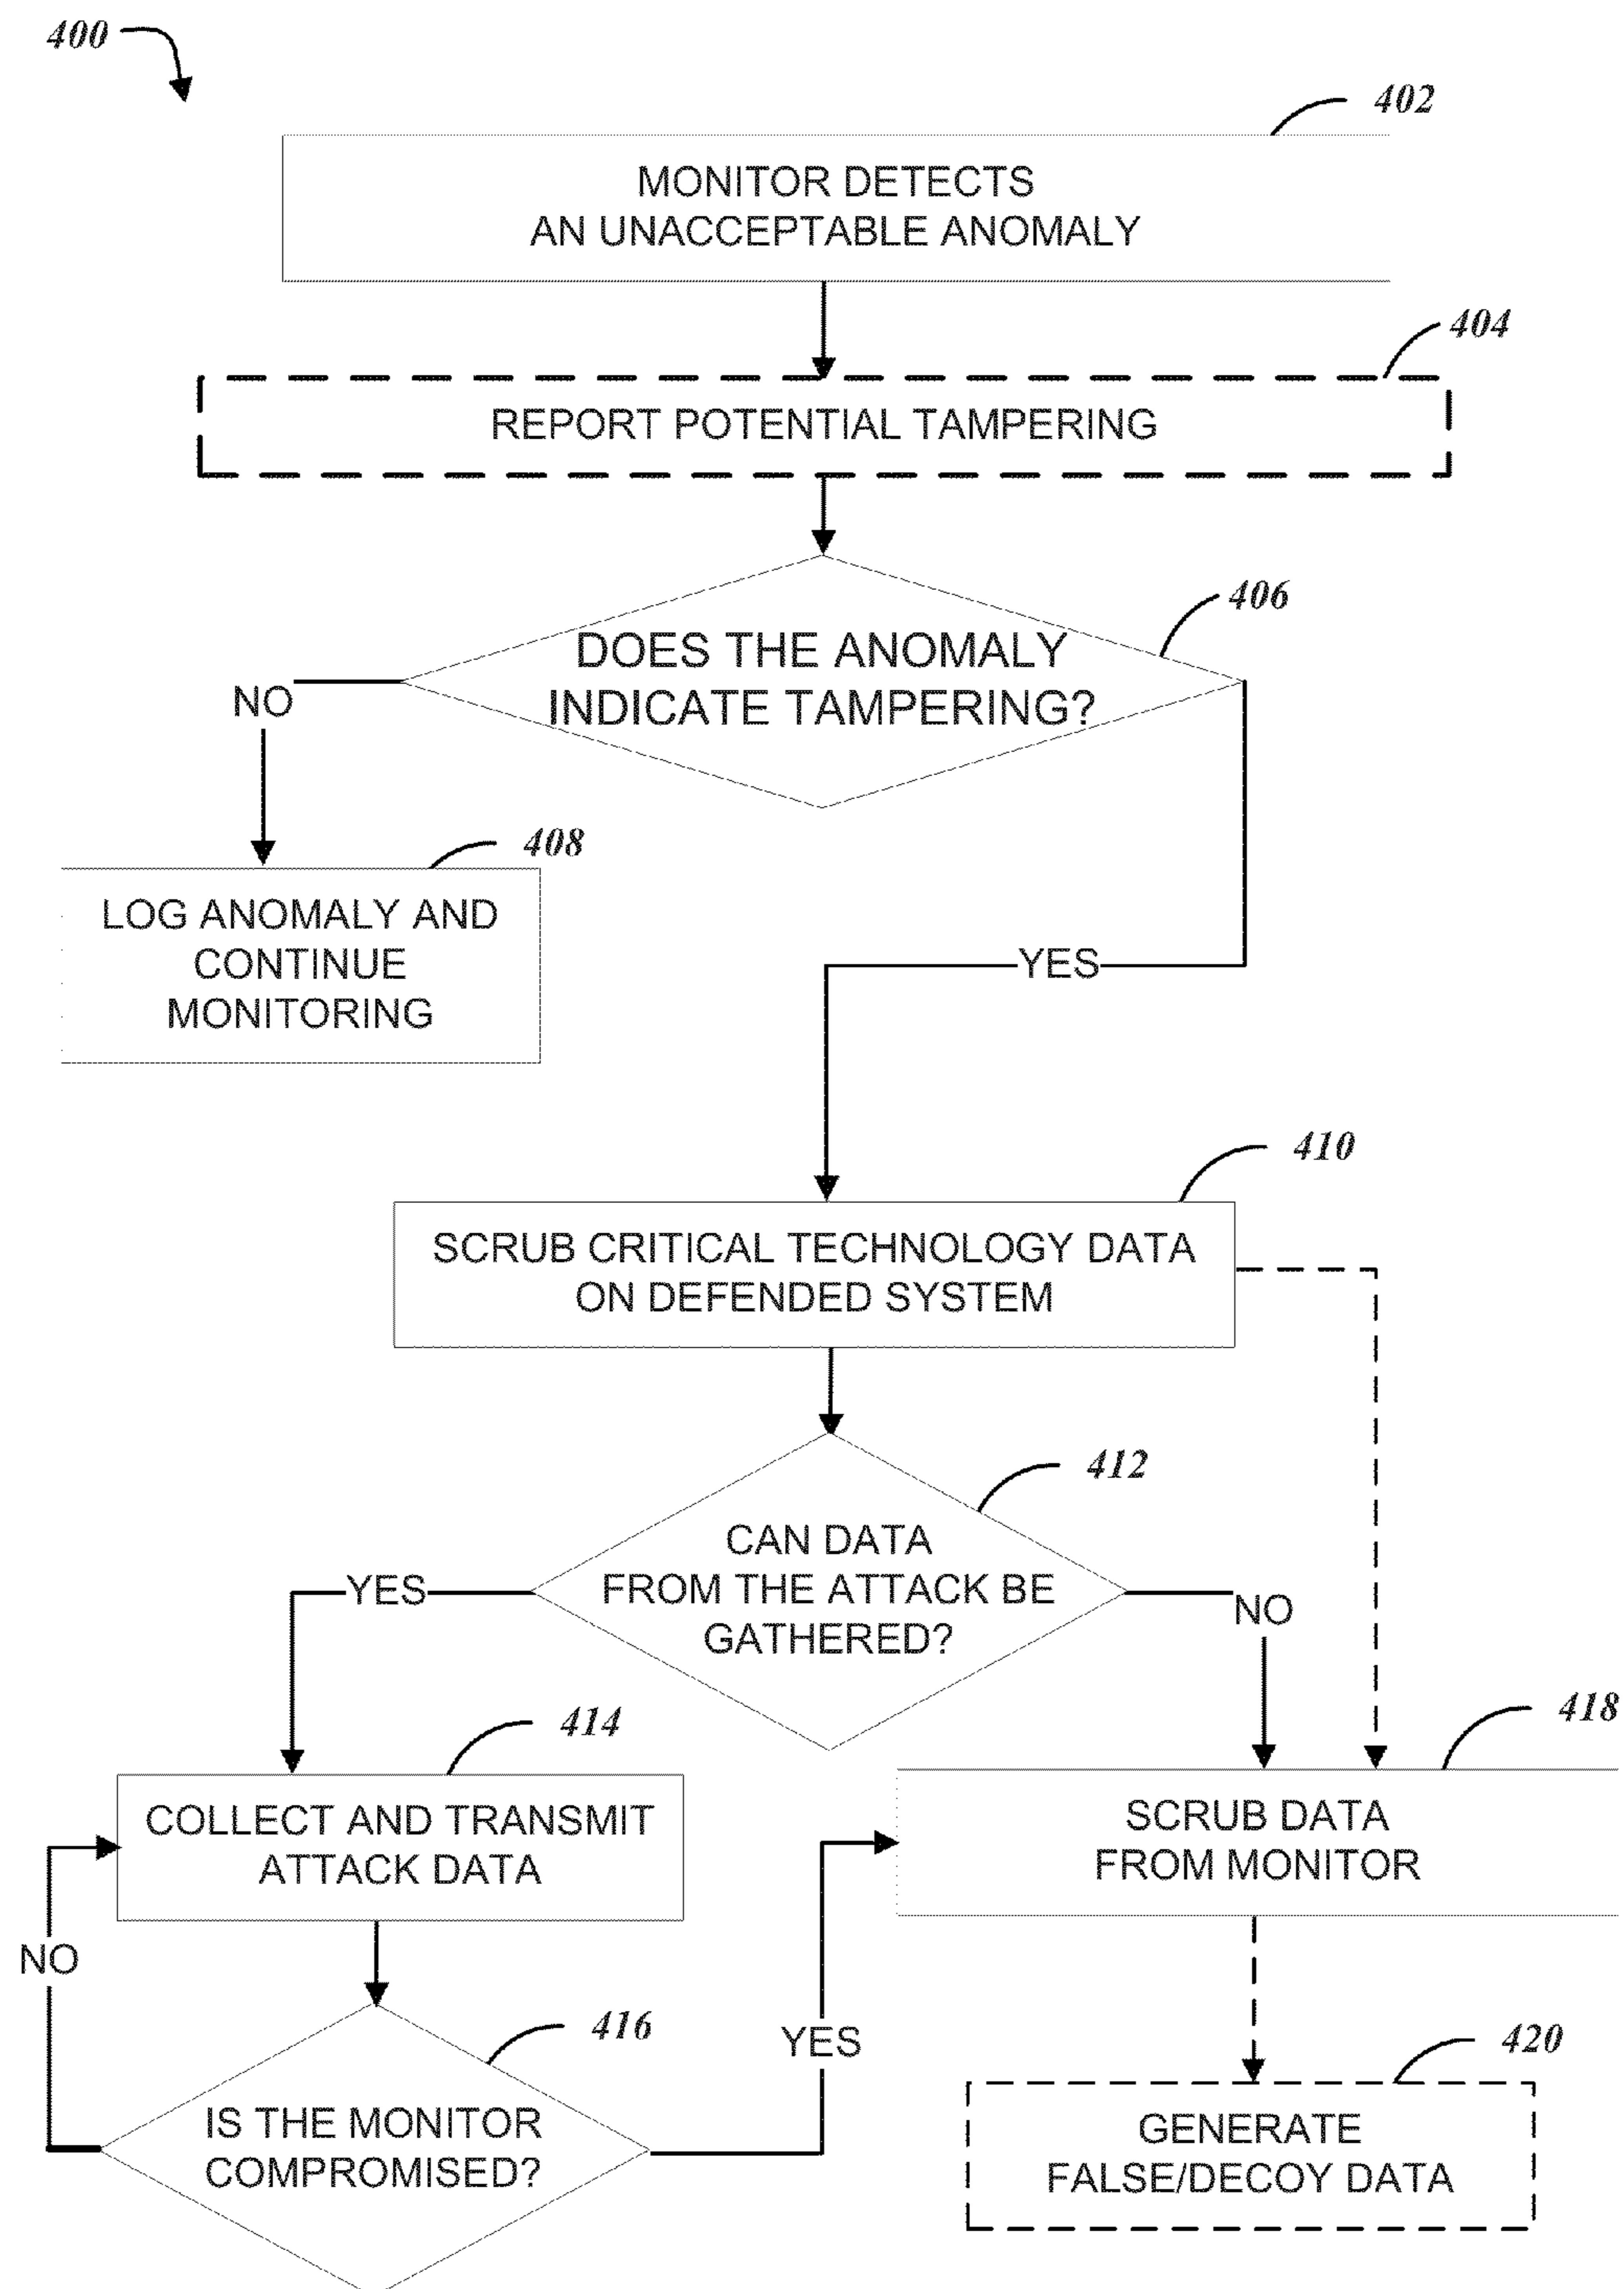 400
402
MONITOR DETECTS
AN UNACCEPTABLE ANOMALY
404
REPORT POTENTIAL TAMPERING
406
DOES THE ANOMALY
INDICATE TAMPERING?
NO
408
LOG ANOMALY AND
CONTINUE
MONITORING
YES
410
SCRUB CRITICAL TECHNOLOGY DATA
ON DEFENDED SYSTEM
412
CAN DATA
FROM THE ATTACK BE
GATHERED?
YES
NO
414
COLLECT AND TRANSMIT
ATTACK DATA
418
SCRUB DATA
FROM MONITOR
NO
416
IS THE MONITOR
COMPROMISED?
YES
420
GENERATE
FALSE/DECOY DATA